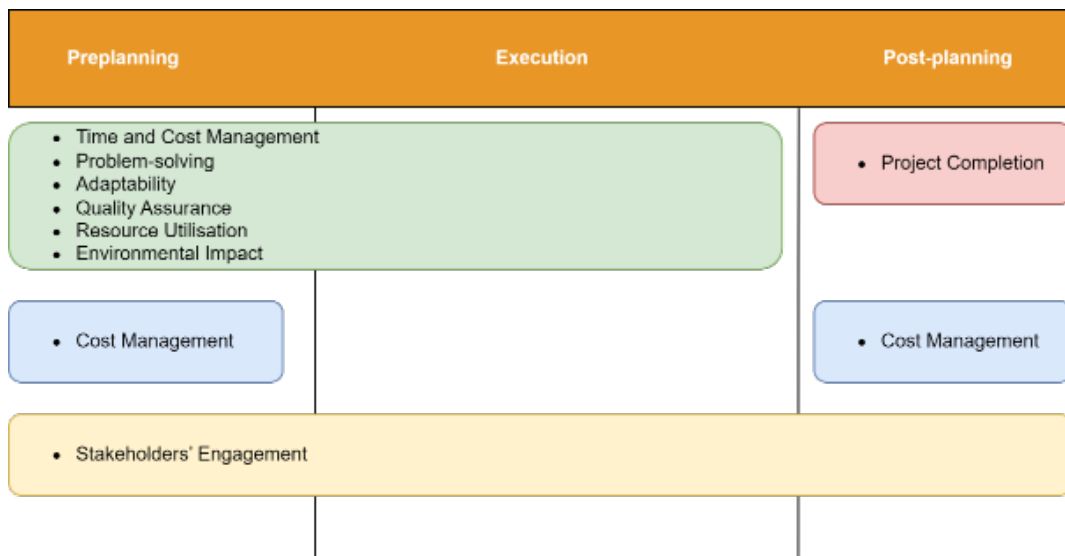 Preplanning
Execution
Post-planning
• Time and Cost Management
• Problem-solving
• Adaptability
• Quality Assurance
• Resource Utilisation
• Environmental Impact
• Project Completion
• Cost Management
• Cost Management
• Stakeholders’ Engagement